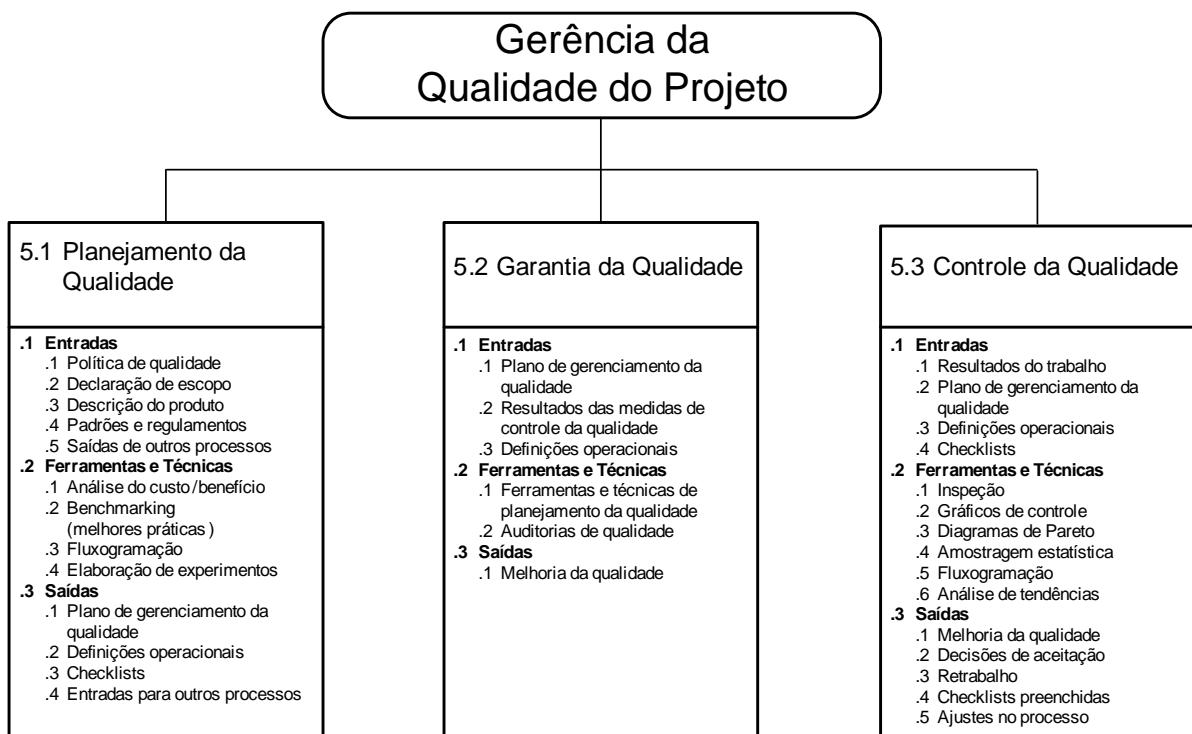 Gerência da
Qualidade do Projeto
5.1 Planejamento da
Qualidade
.1 Entradas
.1 Política de qualidade
.2 Declaração de escopo
.3 Descrição do produto
.4 Padrões e regulamentos
.5 Saídas de outros processos
.2 Ferramentas e Técnicas
.1 Análise do custo/benefício
.2 Benchmarking
(melhores práticas)
.3 Fluxogramação
.4 Elaboração de experimentos
.3 Saídas
.1 Plano de gerenciamento da
qualidade
.2 Definições operacionais
.3 Checklists
.4 Entradas para outros processos
5.2 Garantia da Qualidade
.1 Entradas
.1 Plano de gerenciamento da
qualidade
.2 Resultados das medidas de
controle da qualidade
.3 Definições operacionais
.2 Ferramentas e Técnicas
.1 Ferramentas e técnicas de
planejamento da qualidade
.2 Auditorias de qualidade
.3 Saídas
.1 Melhoria da qualidade
5.3 Controle da Qualidade
.1 Entradas
.1 Resultados do trabalho
.2 Plano de gerenciamento da
qualidade
.3 Definições operacionais
.4 Checklists
.2 Ferramentas e Técnicas
.1 Inspeção
.2 Gráficos de controle
.3 Diagramas de Pareto
.4 Amostragem estatística
.5 Fluxogramação
.6 Análise de tendências
.3 Saídas
.1 Melhoria da qualidade
.2 Decisões de aceitação
.3 Retrabalho
.4 Checklists preenchidas
.5 Ajustes no processo